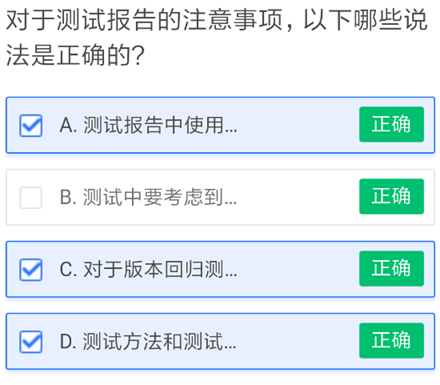 对于测试报告的注意事项，以下哪些说
法是正确的？
A. 测试报告中使用... 正确
B. 测试中要考虑到... 正确
C. 对于版本回归测... 正确
D. 测试方法和测试... 正确